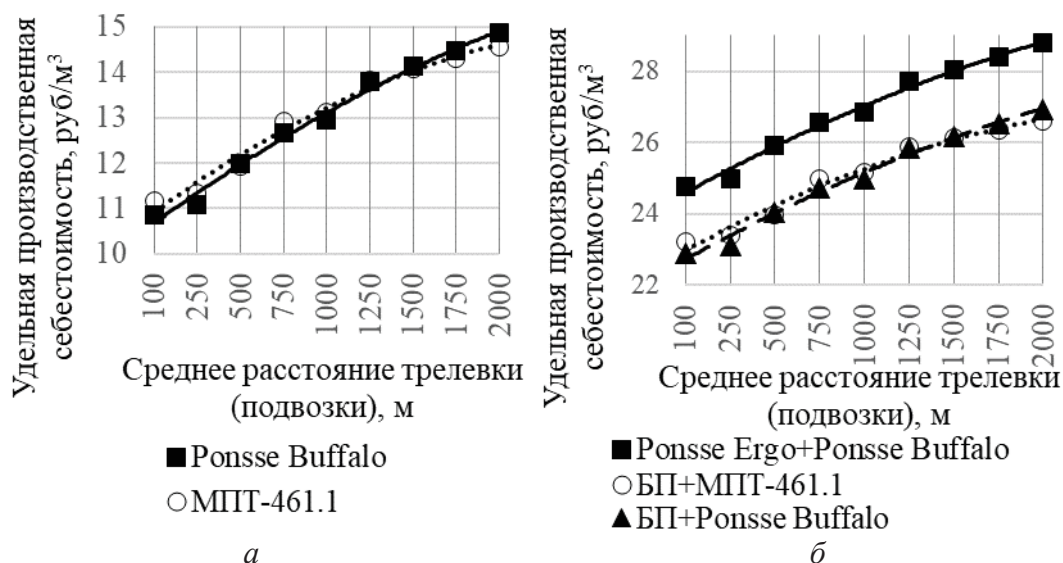 Удельная производственная
себестоимость, руб/м³
15
14
13
12
11
10
100
250
500
750
1000
1250
1500
1750
2000
Среднее расстояние трелевки
(подвозки), м
Ponsse Buffalo
МПТ-461.1
а
Удельная производственная
себестоимость, руб/м³
28
26
24
22
100
250
500
750
1000
1250
1500
1750
2000
Среднее расстояние трелевки
(подвозки), м
Ponsse Ergo+Ponsse Buffalo
БП+МПТ-461.1
БП+Ponsse Buffalo
б